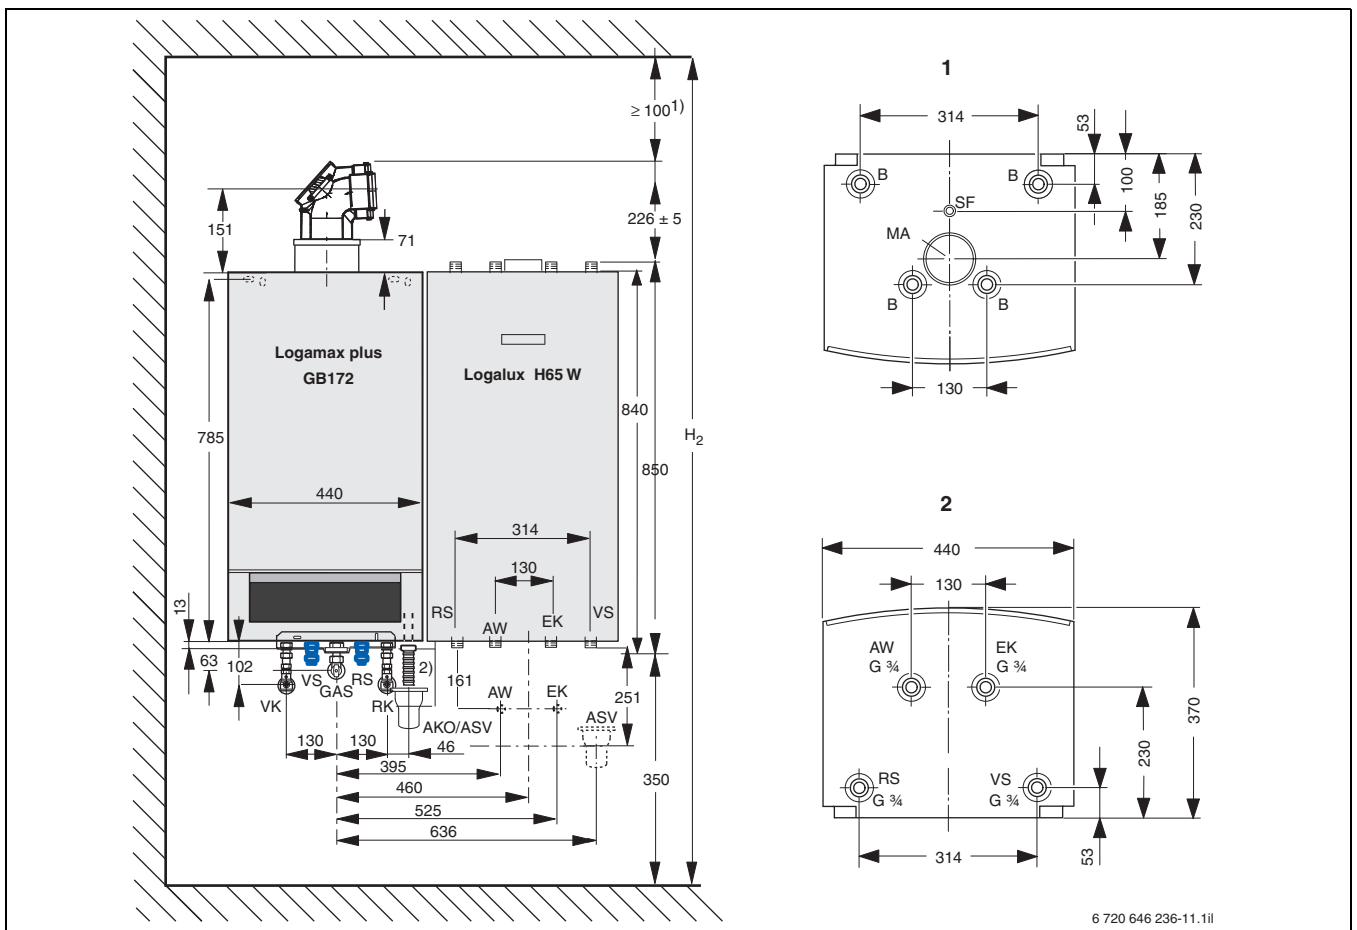 ≥ 100¹⁾
151
71
226 ± 5
Logamax plus
GB172
Logalux H65 W
785
840
H₂
850
440
314
130
13
RS
AW
EK
VS
63
102
VS
GAS
RS
2)
161
AW
EK
251
ASV
VK
RK
AKO/ASV
130
130
46
395
460
525
636
350
1
314
53
100
185
230
B
B
SF
MA
B
B
130
2
440
130
AW
G ¾
EK
G ¾
370
230
RS
G ¾
VS
G ¾
53
314
6 720 646 236-11.1il